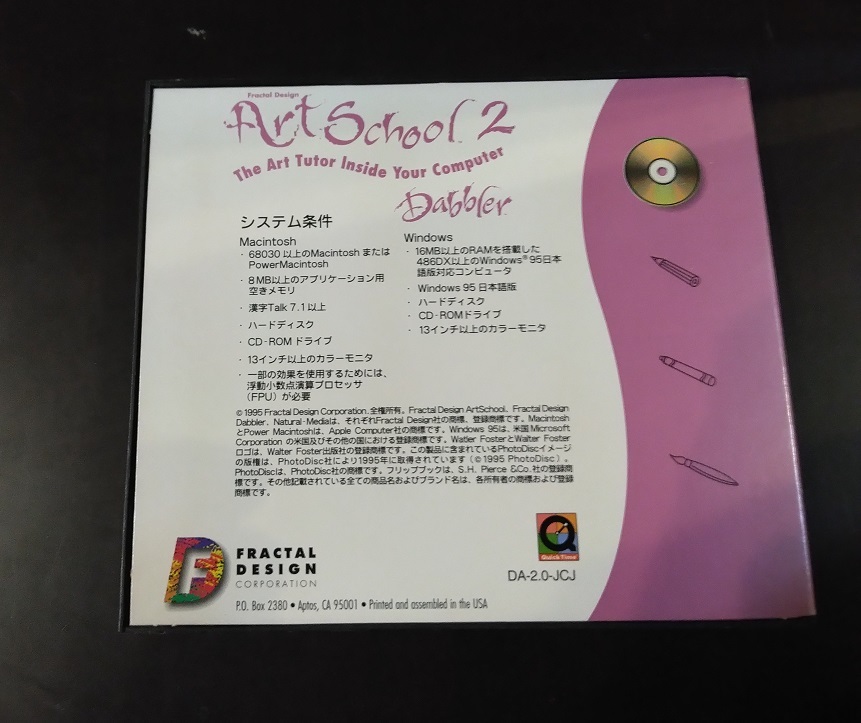 Fractal Design
Art School 2
The Art Tutor Inside Your Computer
Dabbler
システム条件
Macintosh
・ 68030 以上のMacintosh または
PowerMacintosh
・ 8 MB以上のアプリケーション用
空きメモリ
・ 漢字Talk 7.1 以上
・ ハードディスク
・ CD-ROM ドライブ
・ 13インチ以上のカラーモニタ
・ 一部の効果を使用するためには、
浮動小数点演算プロセッサ
（FPU）が必要
Windows
・ 16MB以上のRAMを搭載した
486DX以上のWindows® 95日本
語版対応コンピュータ
・ Windows 95 日本語版
・ ハードディスク
・ CD-ROMドライブ
・ 13インチ以上のカラーモニタ
© 1995 Fractal Design Corporation. 全権所有。Fractal Design ArtSchool、Fractal Design
Dabbler、Natural-Mediaは、それぞれFractal Design社の商標、登録商標です。Macintosh
とPower Macintoshは、Apple Computer社の商標です。Windows 95は、米国 Microsoft
Corporation の米国及びその他の国における登録商標です。Watler FosterとWalter Foster
ロゴは、Walter Foster出版社の登録商標です。この製品に含まれているPhotoDiscイメージ
の版権は、PhotoDisc社により1995年に取得されています（© 1995 PhotoDisc）。
PhotoDiscは、PhotoDisc社の商標です。フリップブックは、S.H. Pierce &Co. 社の登録商
標です。その他記載されている全ての商品名およびブランド名は、各所有者の商標および登録
商標です。
FRACTAL
DESIGN
CORPORATION
QuickTime™
DA-2.0-JCJ
P.O. Box 2380 • Aptos, CA 95001 • Printed and assembled in the USA